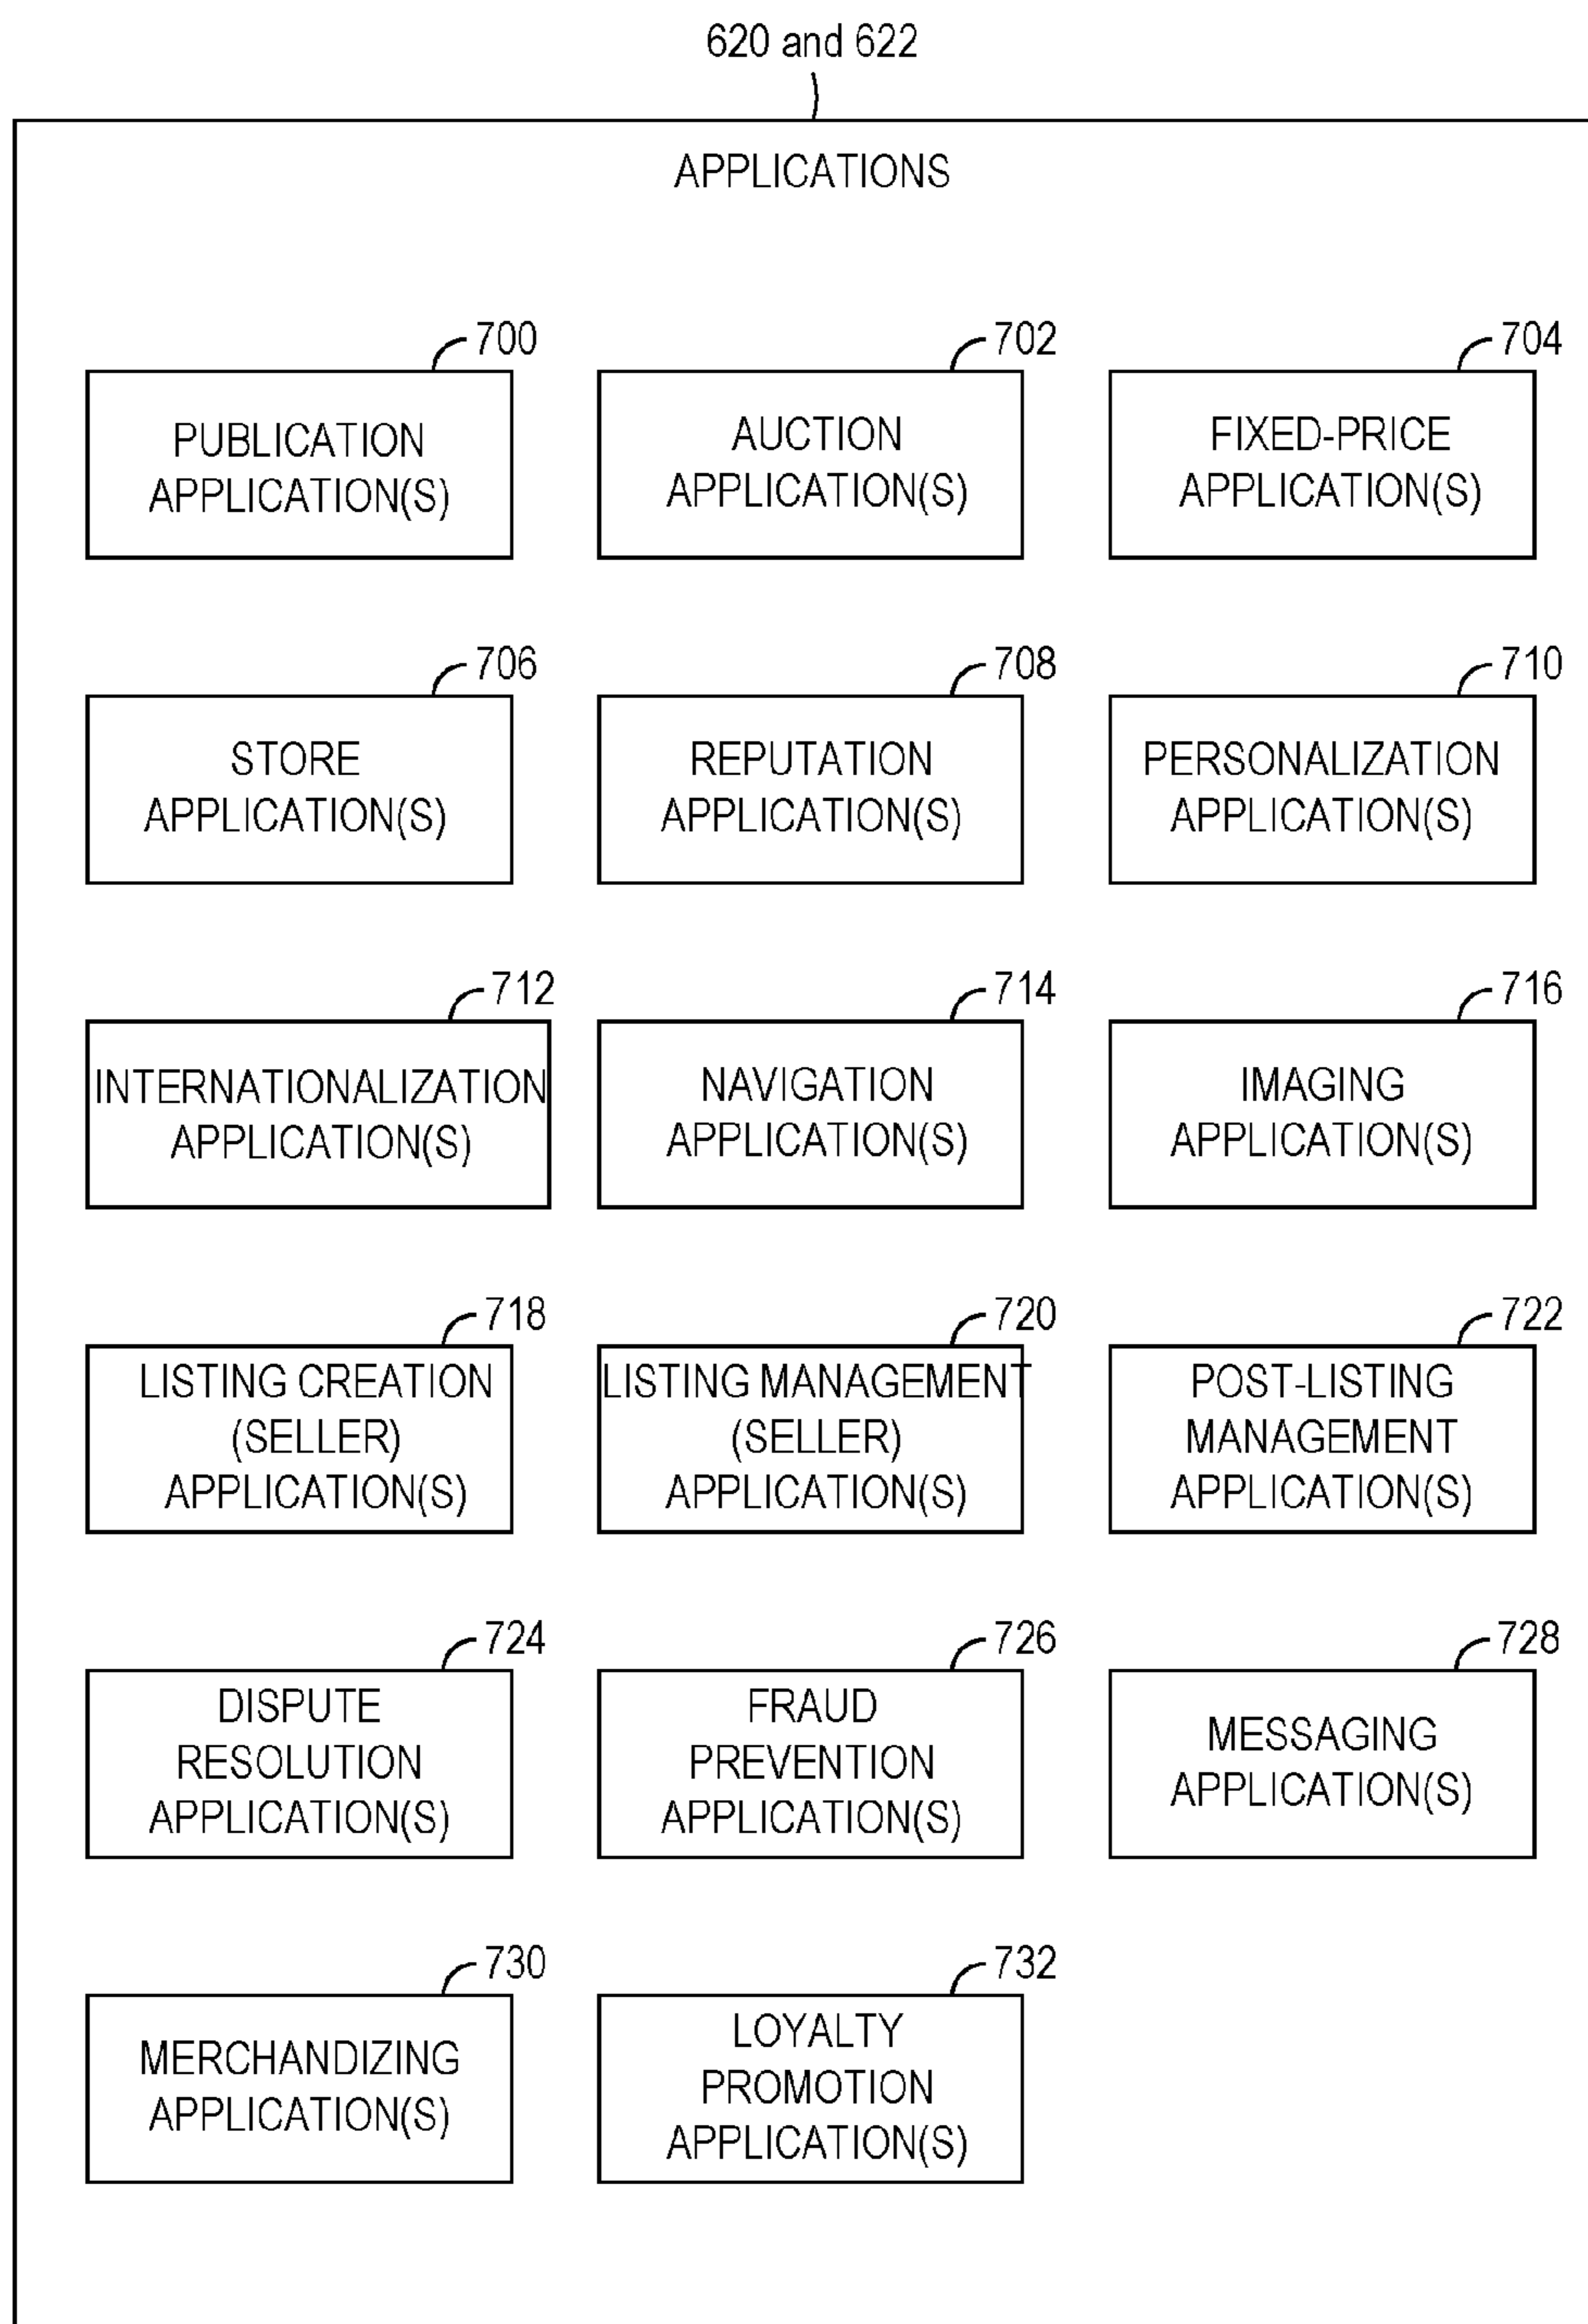 620 and 622
APPLICATIONS
700
PUBLICATION
APPLICATION(S)
702
AUCTION
APPLICATION(S)
704
FIXED-PRICE
APPLICATION(S)
706
STORE
APPLICATION(S)
708
REPUTATION
APPLICATION(S)
710
PERSONALIZATION
APPLICATION(S)
712
INTERNATIONALIZATION
APPLICATION(S)
714
NAVIGATION
APPLICATION(S)
716
IMAGING
APPLICATION(S)
718
LISTING CREATION
(SELLER)
APPLICATION(S)
720
LISTING MANAGEMENT
(SELLER)
APPLICATION(S)
722
POST-LISTING
MANAGEMENT
APPLICATION(S)
724
DISPUTE
RESOLUTION
APPLICATION(S)
726
FRAUD
PREVENTION
APPLICATION(S)
728
MESSAGING
APPLICATION(S)
730
MERCHANDIZING
APPLICATION(S)
732
LOYALTY
PROMOTION
APPLICATION(S)